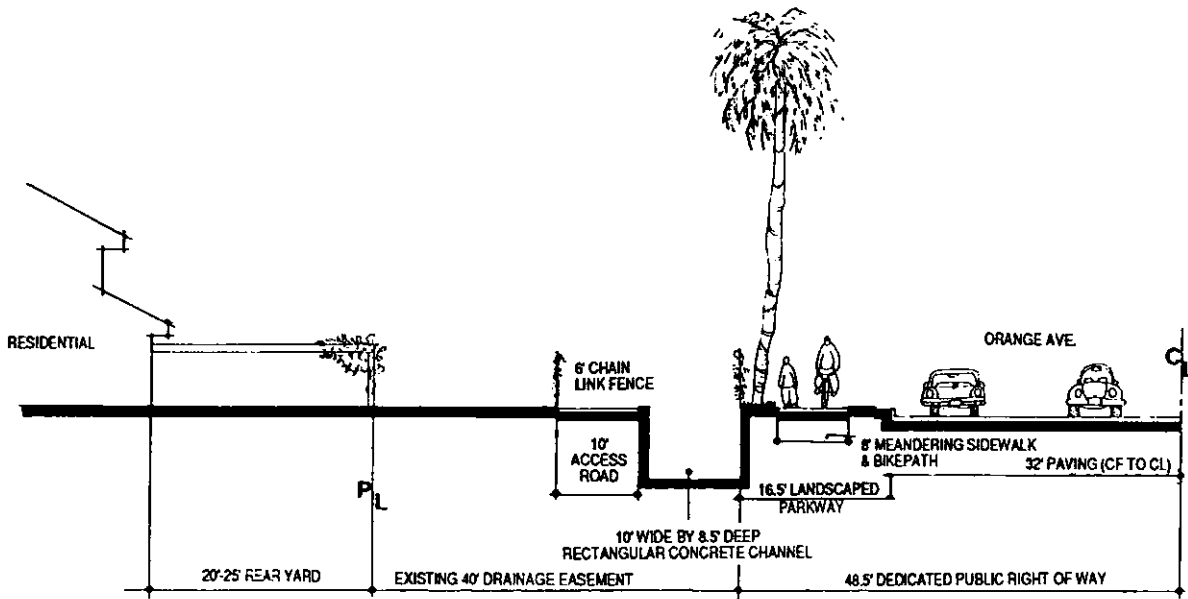 RESIDENTIAL
6' CHAIN
LINK FENCE
ORANGE AVE.
CL
10'
ACCESS
ROAD
8' MEANDERING SIDEWALK
& BIKEPATH
32' PAVING (CF TO CL)
PL
16.5' LANDSCAPED
PARKWAY
10' WIDE BY 8.5' DEEP
RECTANGULAR CONCRETE CHANNEL
20'-25' REAR YARD
EXISTING 40' DRAINAGE EASEMENT
48.5' DEDICATED PUBLIC RIGHT OF WAY